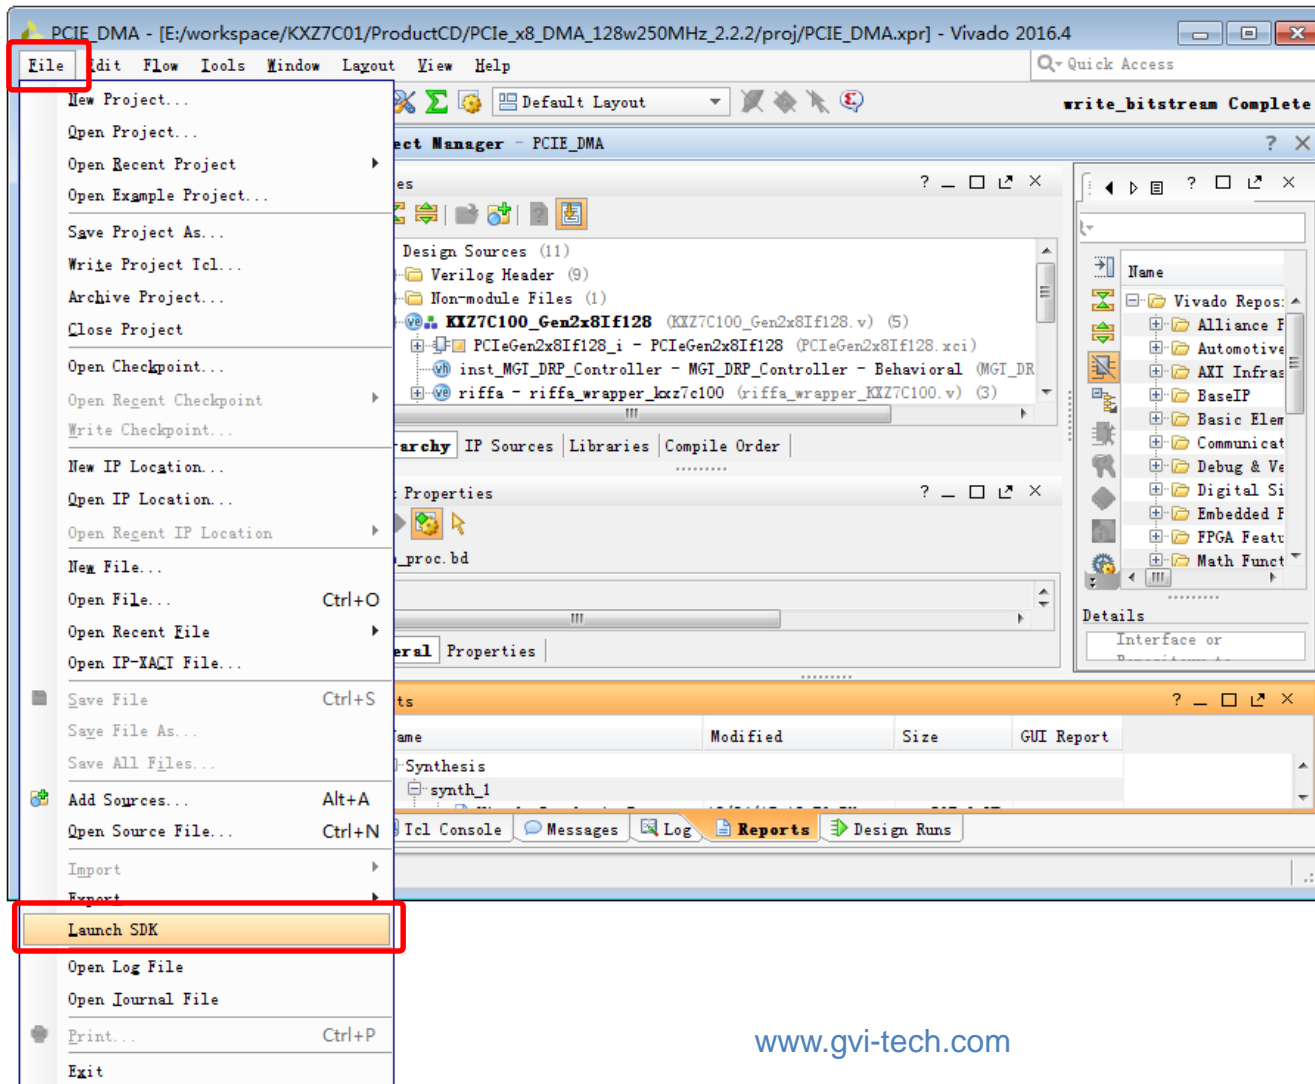 PCIE_DMA - [E:/workspace/KXZ7C01/ProductCD/PCIe_x8_DMA_128w250MHz_2.2.2/proj/PCIE_DMA.xpr] - Vivado 2016.4
File Edit Flow Tools Window Layout View Help
Quick Access
New Project...
Open Project...
Open Recent Project
Open Example Project...
Save Project As...
Write Project Tcl...
Archive Project...
Close Project
Open Checkpoint...
Open Recent Checkpoint
Write Checkpoint...
New IP Location...
Open IP Location...
Open Recent IP Location
New File...
Open File... Ctrl+O
Open Recent File
Open IP-XACT File...
Save File Ctrl+S
Save File As...
Save All Files...
Add Sources... Alt+A
Open Source File... Ctrl+N
Import
Export
Launch SDK
Open Log File
Open Journal File
Print... Ctrl+P
Exit
Default Layout
write_bitstream Complete
ect Manager - PCIE_DMA
es
Design Sources (11)
Verilog Header (9)
Non-module Files (1)
KXZ7C100_Gen2x8If128 (KXZ7C100_Gen2x8If128.v) (5)
PCIeGen2x8If128_i - PCIeGen2x8If128 (PCIeGen2x8If128.xci)
inst_MGT_DRP_Controller - MGT_DRP_Controller - Behavioral (MGT_DR
riffa - riffa_wrapper_kxz7c100 (riffa_wrapper_KXZ7C100.v) (3)
archy IP Sources Libraries Compile Order
Properties
_proc.bd
eral Properties
Name
Vivado Repos:
Alliance P
Automotive
AXI Infras
BaseIP
Basic Elem
Communicat
Debug & Ve
Digital Si
Embedded P
FPGA Featu
Math Funct
Details
Interface or
ts
ame Modified Size GUI Report
Synthesis
synth_1
Tcl Console Messages Log Reports Design Runs
www.gvi-tech.com